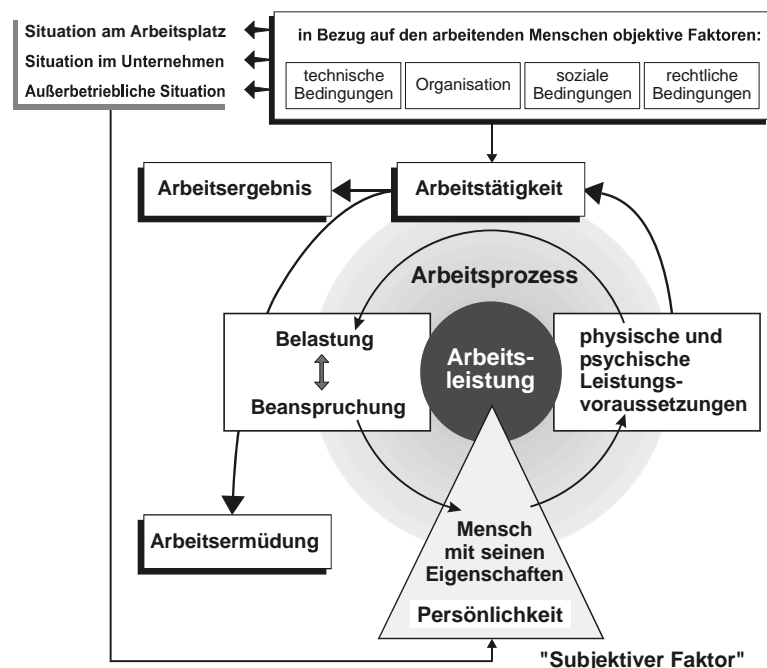 Situation am Arbeitsplatz
Situation im Unternehmen
Außerbetriebliche Situation
in Bezug auf den arbeitenden Menschen objektive Faktoren:
technische
Bedingungen
Organisation
soziale
Bedingungen
rechtliche
Bedingungen
Arbeitsergebnis
Arbeitstätigkeit
Arbeitsprozess
Belastung
Beanspruchung
Arbeits-
leistung
physische und
psychische
Leistungs-
voraussetzungen
Arbeitsermüdung
Mensch
mit seinen
Eigenschaften
Persönlichkeit
"Subjektiver Faktor"